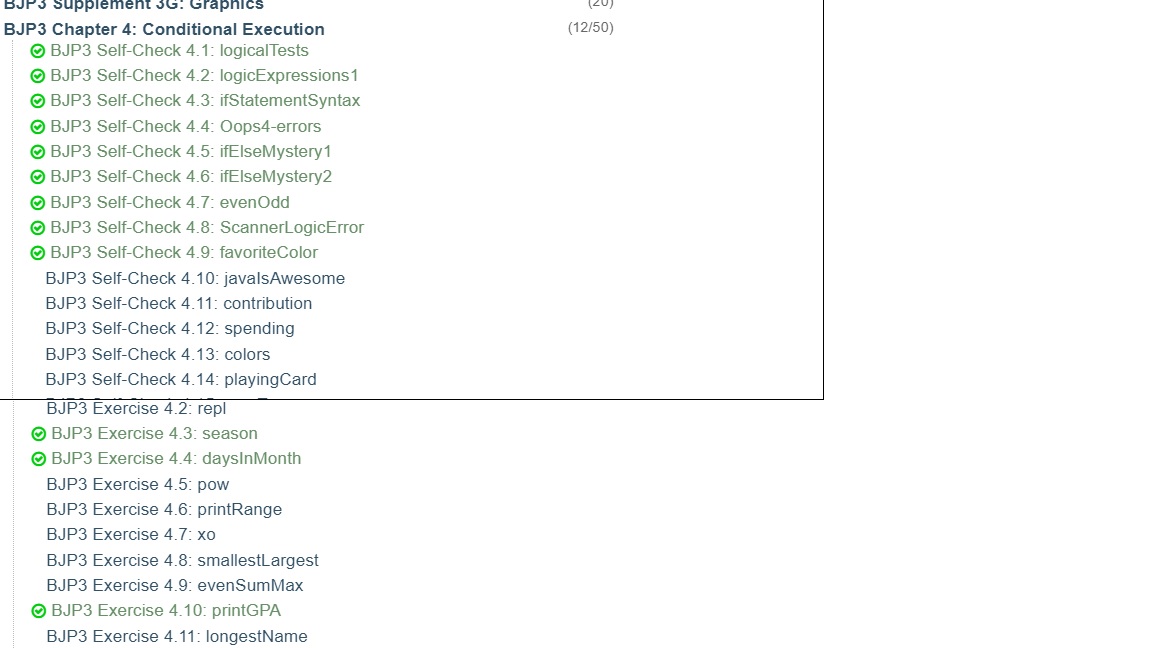 BJP3 Supplement 3G: Graphics (20)
BJP3 Chapter 4: Conditional Execution (12/50)
BJP3 Self-Check 4.1: logicalTests
BJP3 Self-Check 4.2: logicExpressions1
BJP3 Self-Check 4.3: ifStatementSyntax
BJP3 Self-Check 4.4: Oops4-errors
BJP3 Self-Check 4.5: ifElseMystery1
BJP3 Self-Check 4.6: ifElseMystery2
BJP3 Self-Check 4.7: evenOdd
BJP3 Self-Check 4.8: ScannerLogicError
BJP3 Self-Check 4.9: favoriteColor
BJP3 Self-Check 4.10: javaIsAwesome
BJP3 Self-Check 4.11: contribution
BJP3 Self-Check 4.12: spending
BJP3 Self-Check 4.13: colors
BJP3 Self-Check 4.14: playingCard
BJP3 Exercise 4.2: repl
BJP3 Exercise 4.3: season
BJP3 Exercise 4.4: daysInMonth
BJP3 Exercise 4.5: pow
BJP3 Exercise 4.6: printRange
BJP3 Exercise 4.7: xo
BJP3 Exercise 4.8: smallestLargest
BJP3 Exercise 4.9: evenSumMax
BJP3 Exercise 4.10: printGPA
BJP3 Exercise 4.11: longestName